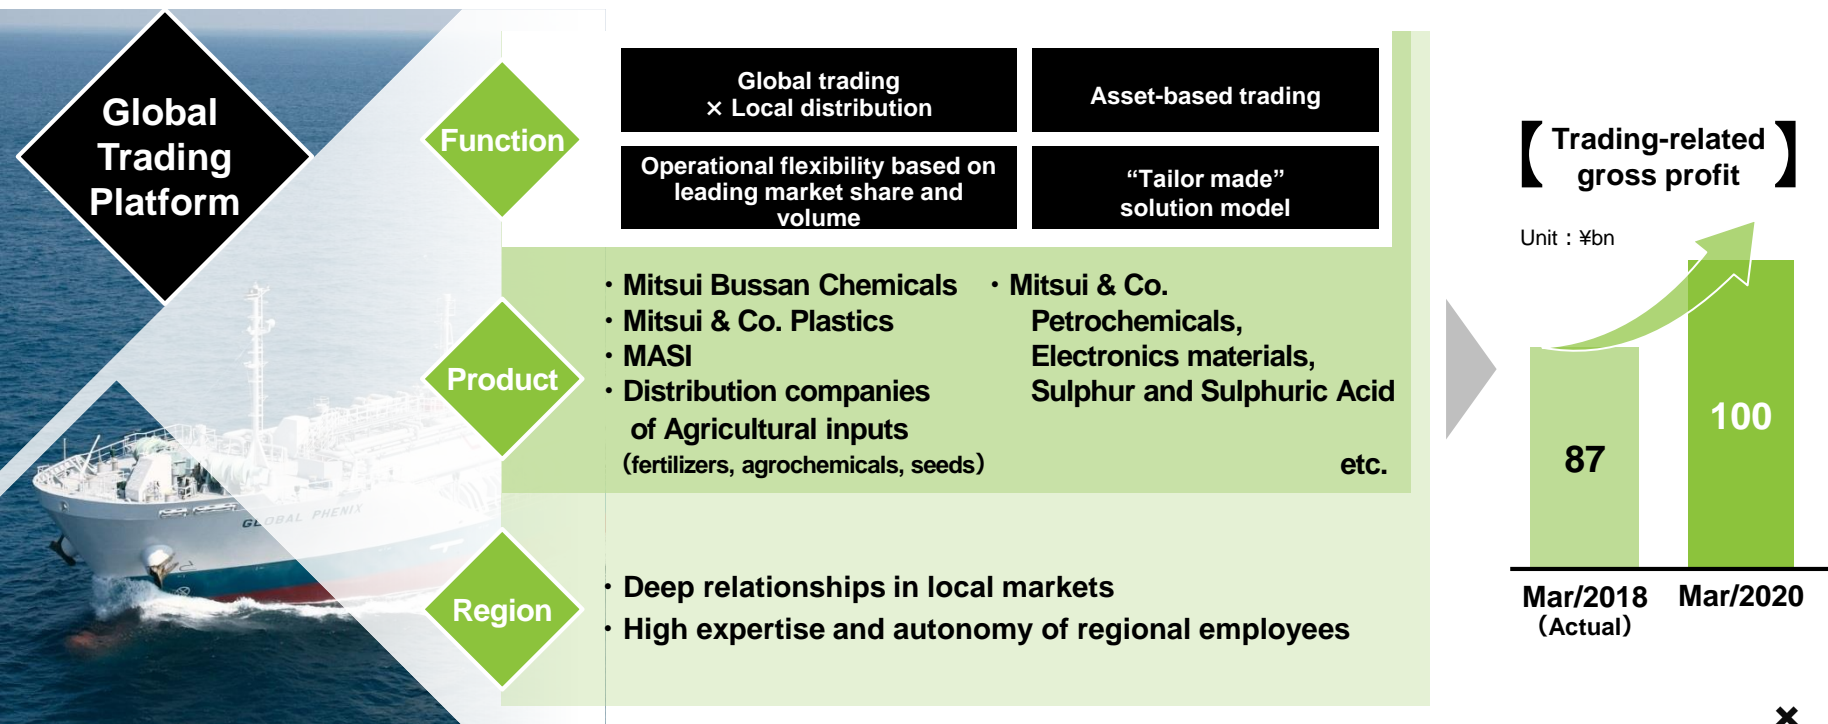 Global
Trading
Platform
Function
Global trading
× Local distribution
Asset-based trading
Operational flexibility based on
leading market share and
volume
“Tailor made”
solution model
Product
・Mitsui Bussan Chemicals
・Mitsui & Co. Plastics
・MASI
・Distribution companies
of Agricultural inputs
（fertilizers, agrochemicals, seeds）
・Mitsui & Co.
Petrochemicals,
Electronics materials,
Sulphur and Sulphuric Acid
etc.
Region
・Deep relationships in local markets
・High expertise and autonomy of regional employees
GLOBAL PHENIX
【Trading-related
gross profit】
Unit：¥bn
87
100
Mar/2018
（Actual）
Mar/2020
×